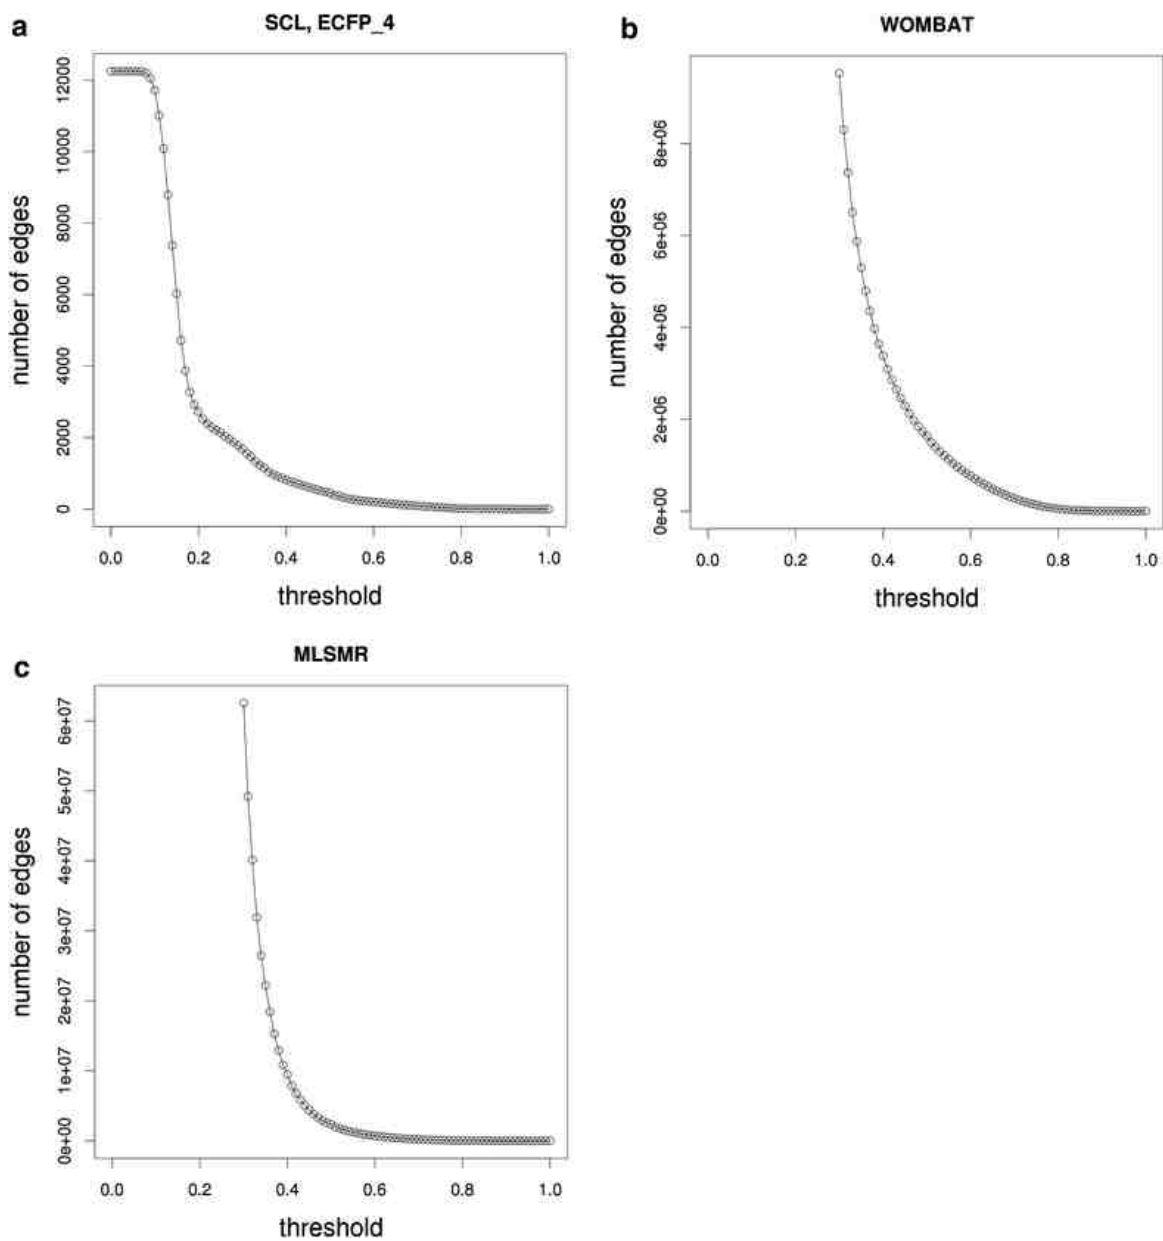 a
SCL, ECFP_4
number of edges
12000
10000
8000
6000
4000
2000
0
0.0 0.2 0.4 0.6 0.8 1.0
threshold
b
WOMBAT
number of edges
8e+06
6e+06
4e+06
2e+06
0e+00
0.0 0.2 0.4 0.6 0.8 1.0
threshold
c
MLSMR
number of edges
6e+07
5e+07
4e+07
3e+07
2e+07
1e+07
0e+00
0.0 0.2 0.4 0.6 0.8 1.0
threshold